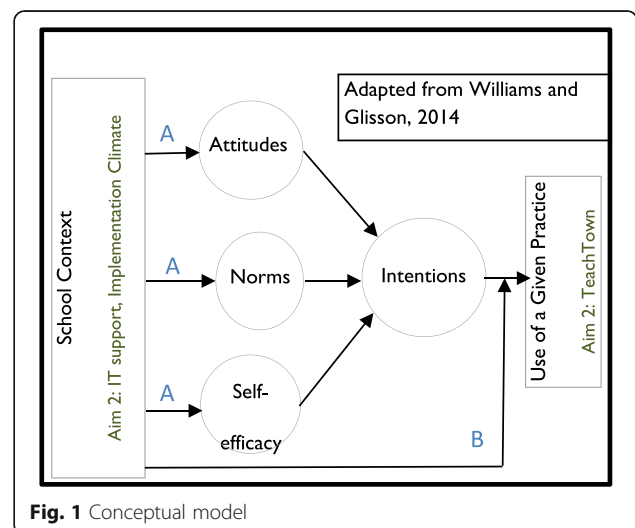 School Context
Aim 2: IT support, Implementation Climate
A
Attitudes
A
Norms
A
Self-
efficacy
Intentions
B
Adapted from Williams and
Glisson, 2014
Use of a Given Practice
Aim 2: TeachTown
Fig. 1 Conceptual model